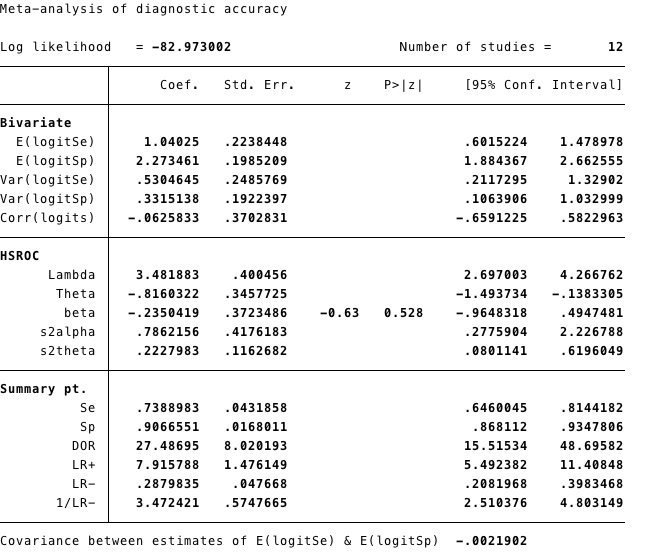 Meta-analysis of diagnostic accuracy
Log likelihood = -82.973002 Number of studies = 12
Coef. Std. Err. z P>|z| [95% Conf. Interval]
Bivariate
E(logitSe) 1.04025 .2238448 .6015224 1.478978
E(logitSp) 2.273461 .1985209 1.884367 2.662555
Var(logitSe) .5304645 .2485769 .2117295 1.32902
Var(logitSp) .3315138 .1922397 .1063906 1.032999
Corr(logits) -.0625833 .3702831 -.6591225 .5822963
HSROC
Lambda 3.481883 .400456 2.697003 4.266762
Theta -.8160322 .3457725 -1.493734 -.1383305
beta -.2350419 .3723486 -0.63 0.528 -.9648318 .4947481
s2alpha .7862156 .4176183 .2775904 2.226788
s2theta .2227983 .1162682 .0801141 .6196049
Summary pt.
Se .7388983 .0431858 .6460045 .8144182
Sp .9066551 .0168011 .868112 .9347806
DOR 27.48695 8.020193 15.51534 48.69582
LR+ 7.915788 1.476149 5.492382 11.40848
LR- .2879835 .047668 .2081968 .3983468
1/LR- 3.472421 .5747665 2.510376 4.803149
Covariance between estimates of E(logitSe) & E(logitSp) -.0021902